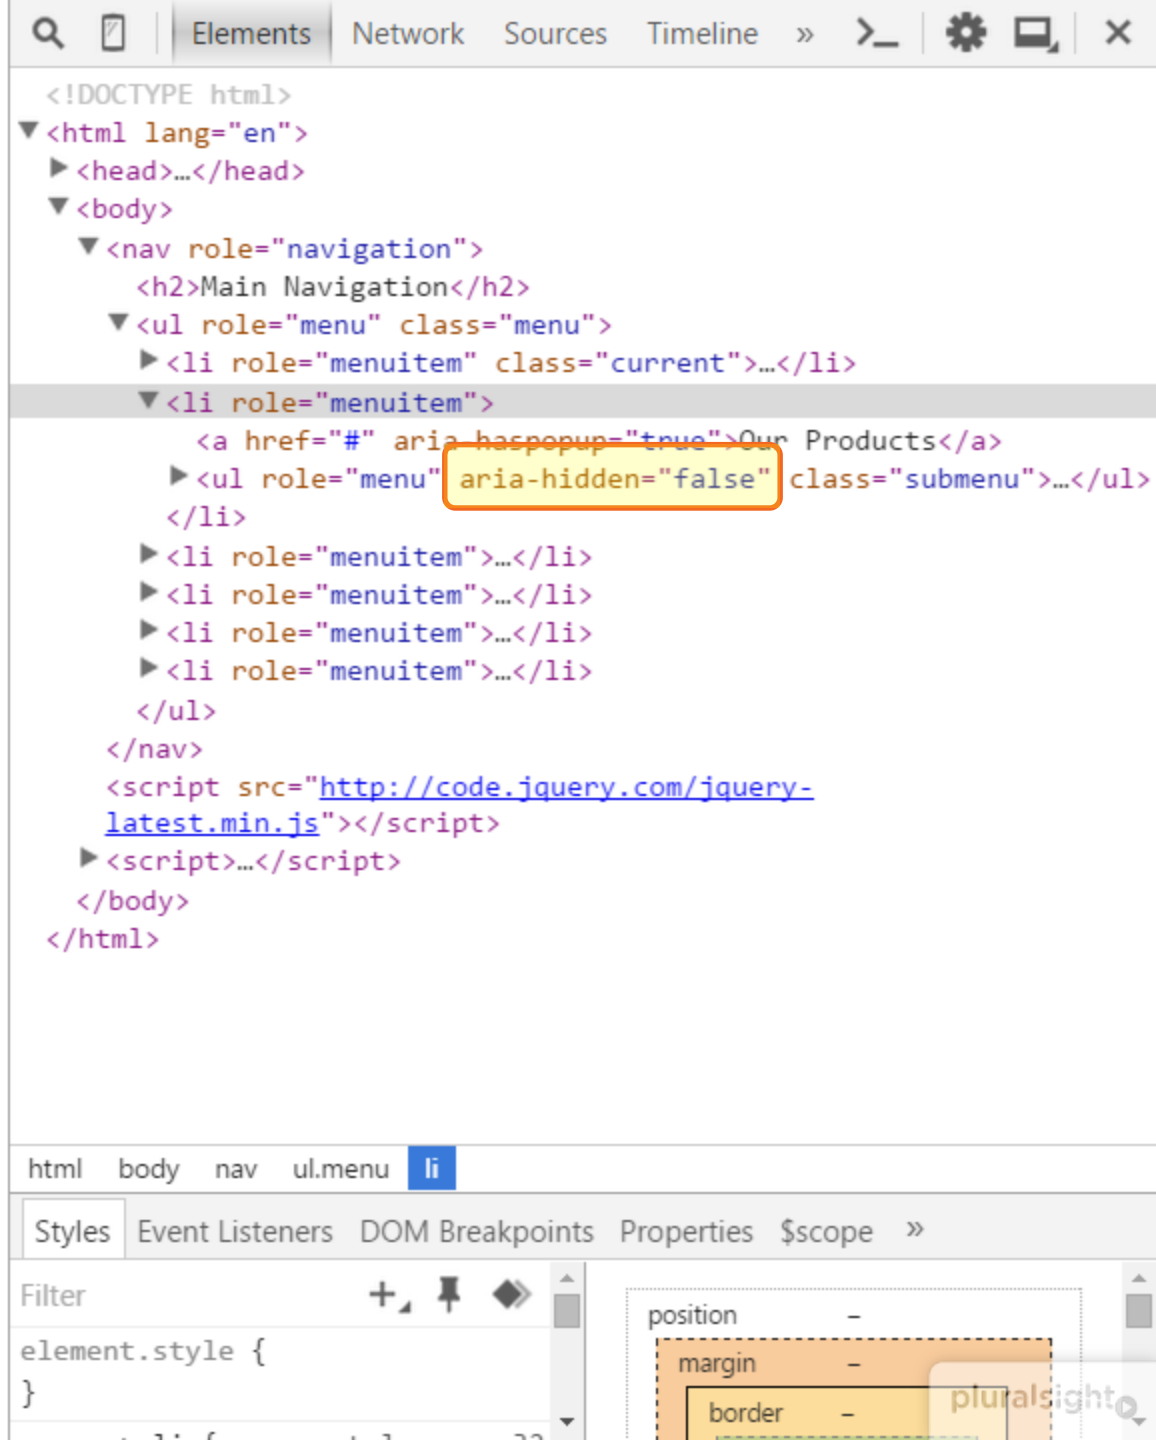 Elements Network Sources Timeline »
<!DOCTYPE html>
<html lang="en">
<head>…</head>
<body>
<nav role="navigation">
<h2>Main Navigation</h2>
<ul role="menu" class="menu">
<li role="menuitem" class="current">…</li>
<li role="menuitem">
<a href="#" aria-haspopup="true">Our Products</a>
<ul role="menu" aria-hidden="false" class="submenu">…</ul>
</li>
<li role="menuitem">…</li>
<li role="menuitem">…</li>
<li role="menuitem">…</li>
<li role="menuitem">…</li>
</ul>
</nav>
<script src="http://code.jquery.com/jquery-
latest.min.js"></script>
<script>…</script>
</body>
</html>
html body nav ul.menu li
Styles Event Listeners DOM Breakpoints Properties $scope »
Filter
element.style {
}
position –
margin –
border –
pluralsight